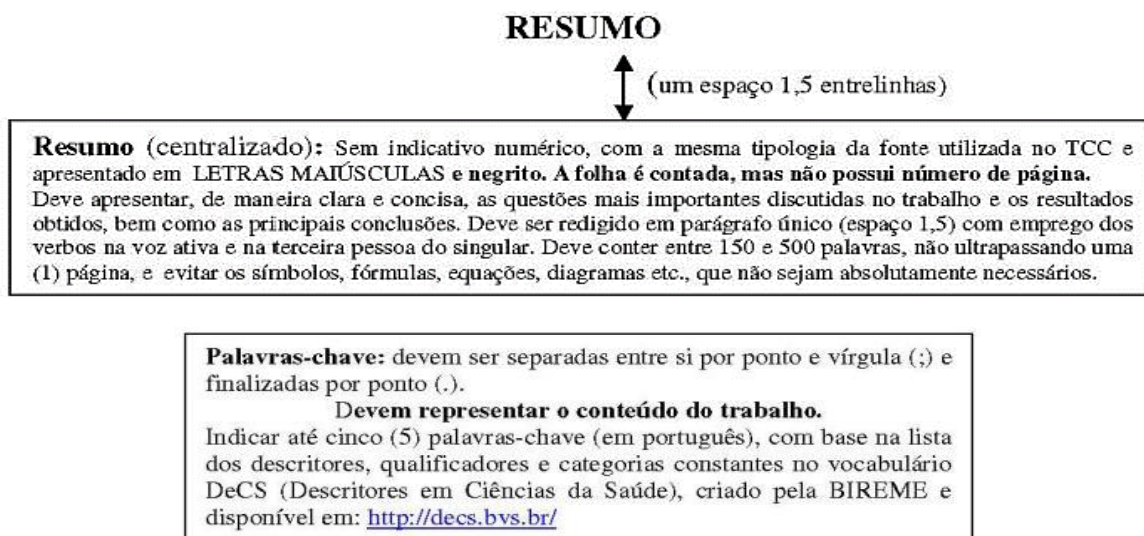 RESUMO
(um espaço 1,5 entrelinhas)
Resumo (centralizado): Sem indicativo numérico, com a mesma tipologia da fonte utilizada no TCC e
apresentado em LETRAS MAIÚSCULAS e negrito. A folha é contada, mas não possui número de página.
Deve apresentar, de maneira clara e concisa, as questões mais importantes discutidas no trabalho e os resultados
obtidos, bem como as principais conclusões. Deve ser redigido em parágrafo único (espaço 1,5) com emprego dos
verbos na voz ativa e na terceira pessoa do singular. Deve conter entre 150 e 500 palavras, não ultrapassando uma
(1) página, e evitar os símbolos, fórmulas, equações, diagramas etc., que não sejam absolutamente necessários.
Palavras-chave: devem ser separadas entre si por ponto e vírgula (;) e
finalizadas por ponto (.).
Devem representar o conteúdo do trabalho.
Indicar até cinco (5) palavras-chave (em português), com base na lista
dos descritores, qualificadores e categorias constantes no vocabulário
DeCS (Descritores em Ciências da Saúde), criado pela BIREME e
disponível em: http://decs.bvs.br/